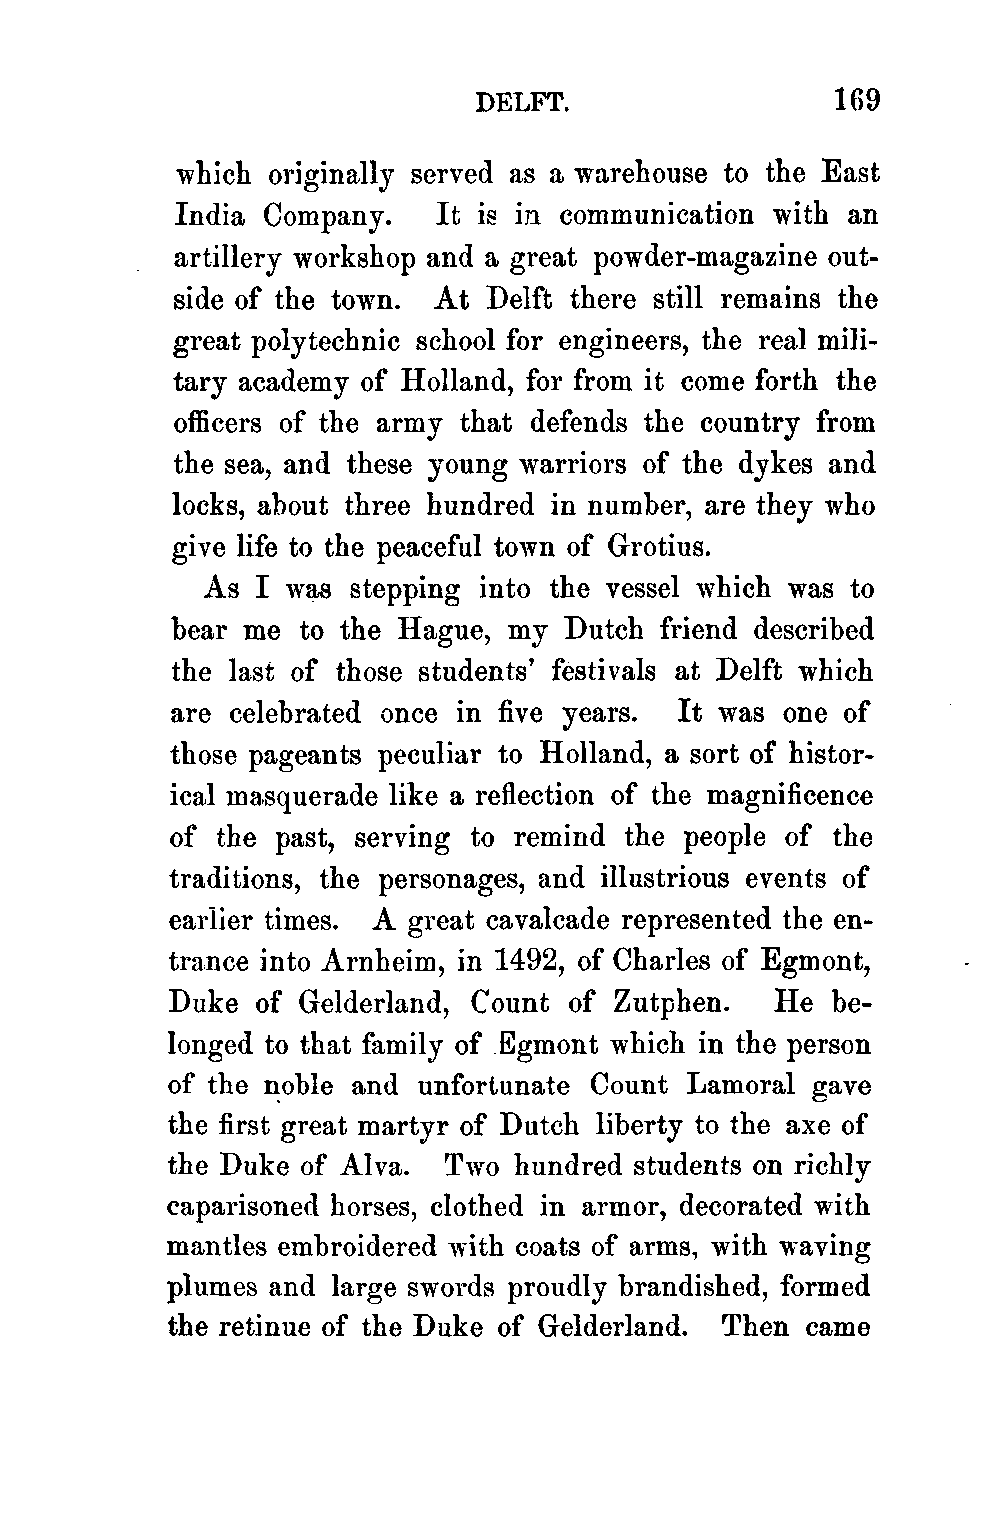 DELFT. 169
which originally served as a warehouse to the East
India Company. It is in communication with an
artillery workshop and a great powder-magazine out-
side of the town. At Delft there still remains the
great polytechnic school for engineers, the real mili-
tary academy of Holland, for from it come forth the
officers of the army that defends the country from
the sea, and these young warriors of the dykes and
locks, about three hundred in number, are they who
give life to the peaceful town of Grotius.
As I was stepping into the vessel which was to
bear me to the Hague, my Dutch friend described
the last of those students' festivals at Delft which
are celebrated once in five years. It was one of
those pageants peculiar to Holland, a sort of histor-
ical masquerade like a reflection of the magnificence
of the past, serving to remind the people of the
traditions, the personages, and illustrious events of
earlier times. A great cavalcade represented the en-
trance into Arnheim, in 1492, of Charles of Egmont,
Duke of Gelderland, Count of Zutphen. He be-
longed to that family of Egmont which in the person
of the noble and unfortunate Count Lamoral gave
the first great martyr of Dutch liberty to the axe of
the Duke of Alva. Two hundred students on richly
caparisoned horses, clothed in armor, decorated with
mantles embroidered with coats of arms, with waving
plumes and large swords proudly brandished, formed
the retinue of the Duke of Gelderland. Then came